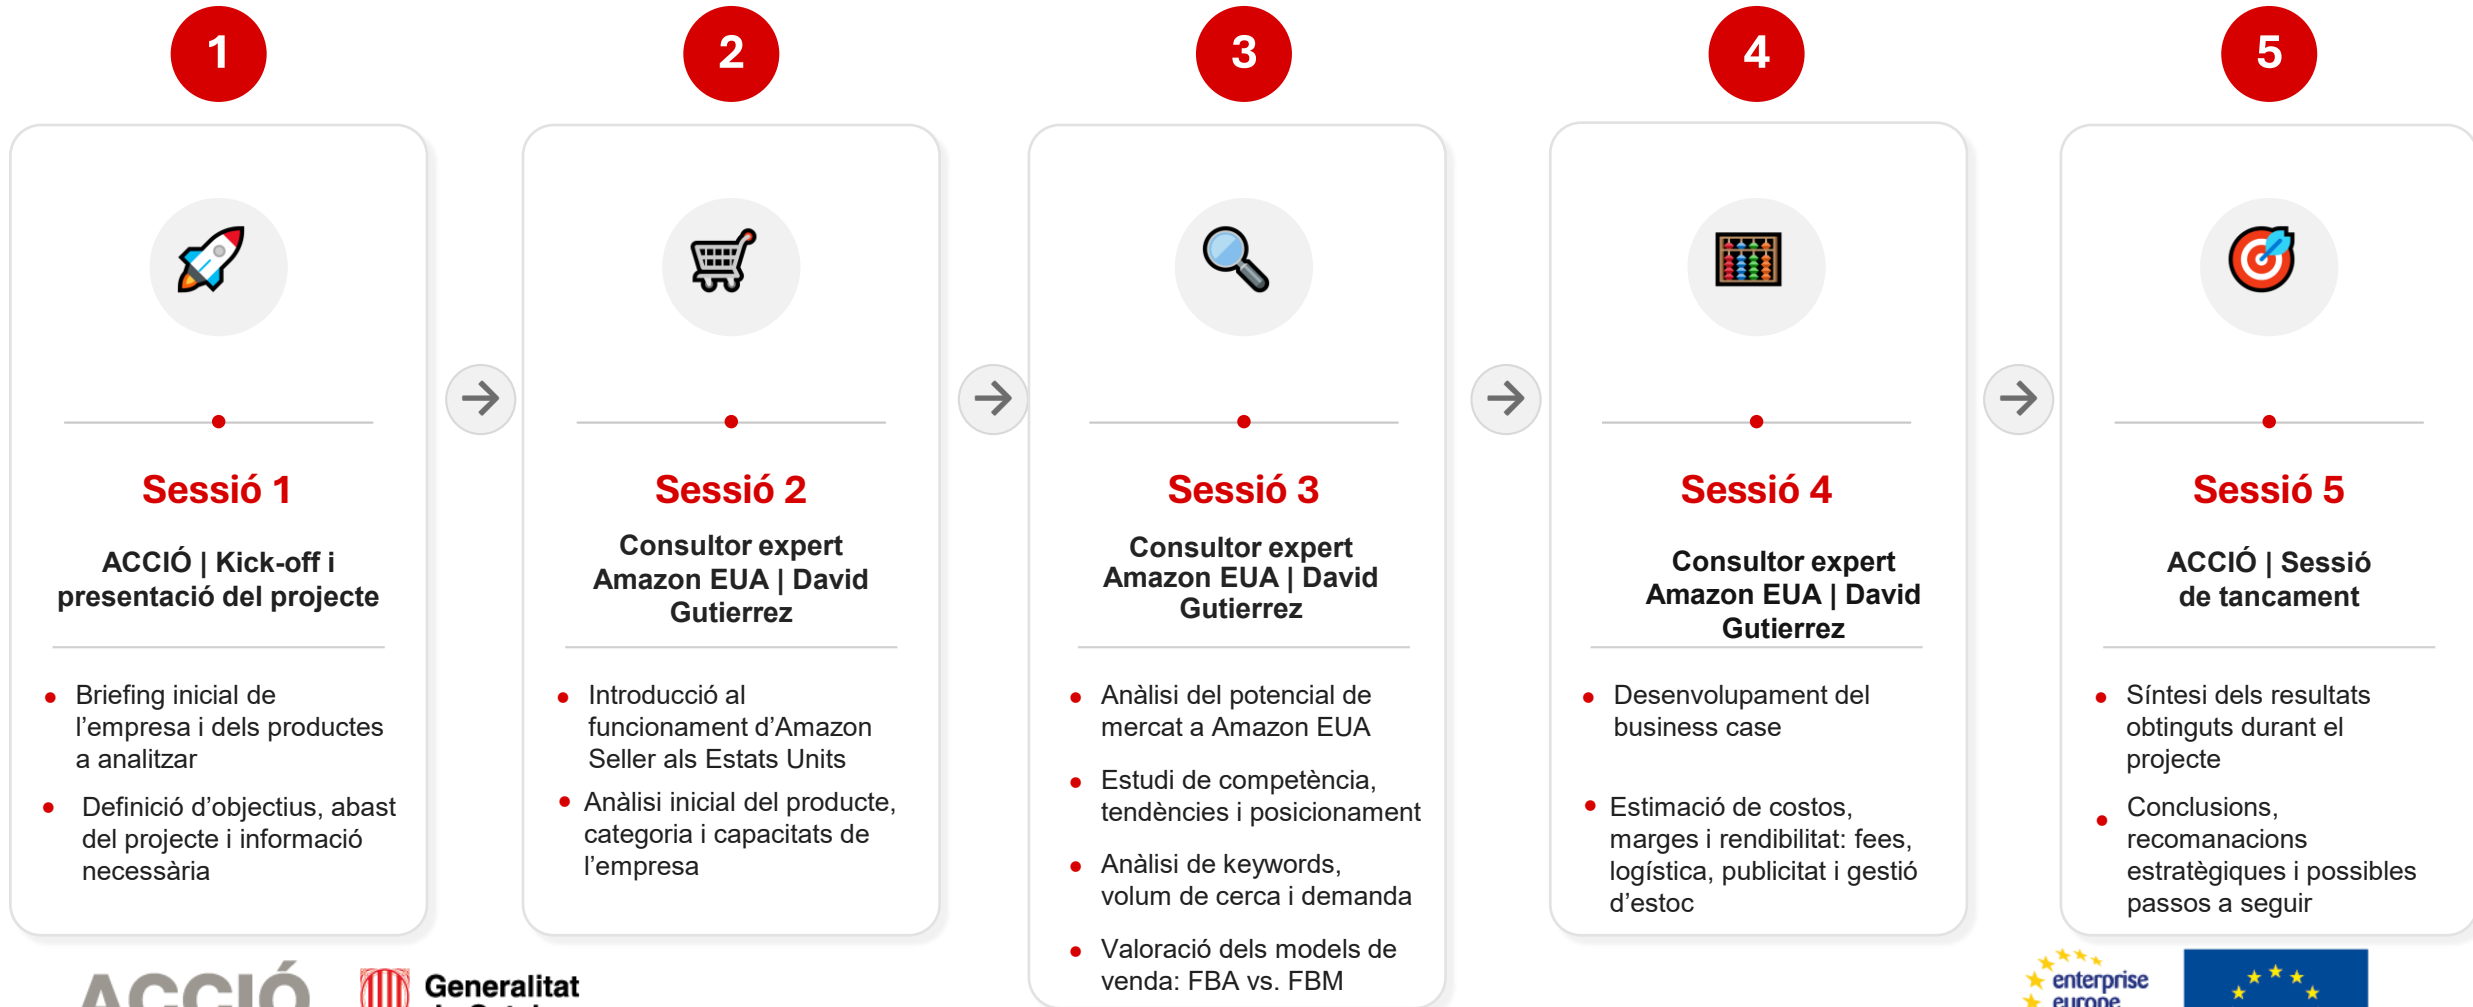 1
2
3
4
5
Sessió 1
ACCIÓ | Kick-off i
presentació del projecte
Briefing inicial de
l’empresa i dels productes
a analitzar
Definició d’objectius, abast
del projecte i informació
necessària
Sessió 2
Consultor expert
Amazon EUA | David
Gutierrez
Introducció al
funcionament d’Amazon
Seller als Estats Units
Anàlisi inicial del producte,
categoria i capacitats de
l’empresa
Sessió 3
Consultor expert
Amazon EUA | David
Gutierrez
Anàlisi del potencial de
mercat a Amazon EUA
Estudi de competència,
tendències i posicionament
Anàlisi de keywords,
volum de cerca i demanda
Valoració dels models de
venda: FBA vs. FBM
Sessió 4
Consultor expert
Amazon EUA | David
Gutierrez
Desenvolupament del
business case
Estimació de costos,
marges i rendibilitat: fees,
logística, publicitat i gestió
d’estoc
Sessió 5
ACCIÓ | Sessió
de tancament
Síntesi dels resultats
obtinguts durant el
projecte
Conclusions,
recomanacions
estratègiques i possibles
passos a seguir
ACCIÓ
Generalitat
enterprise
europe